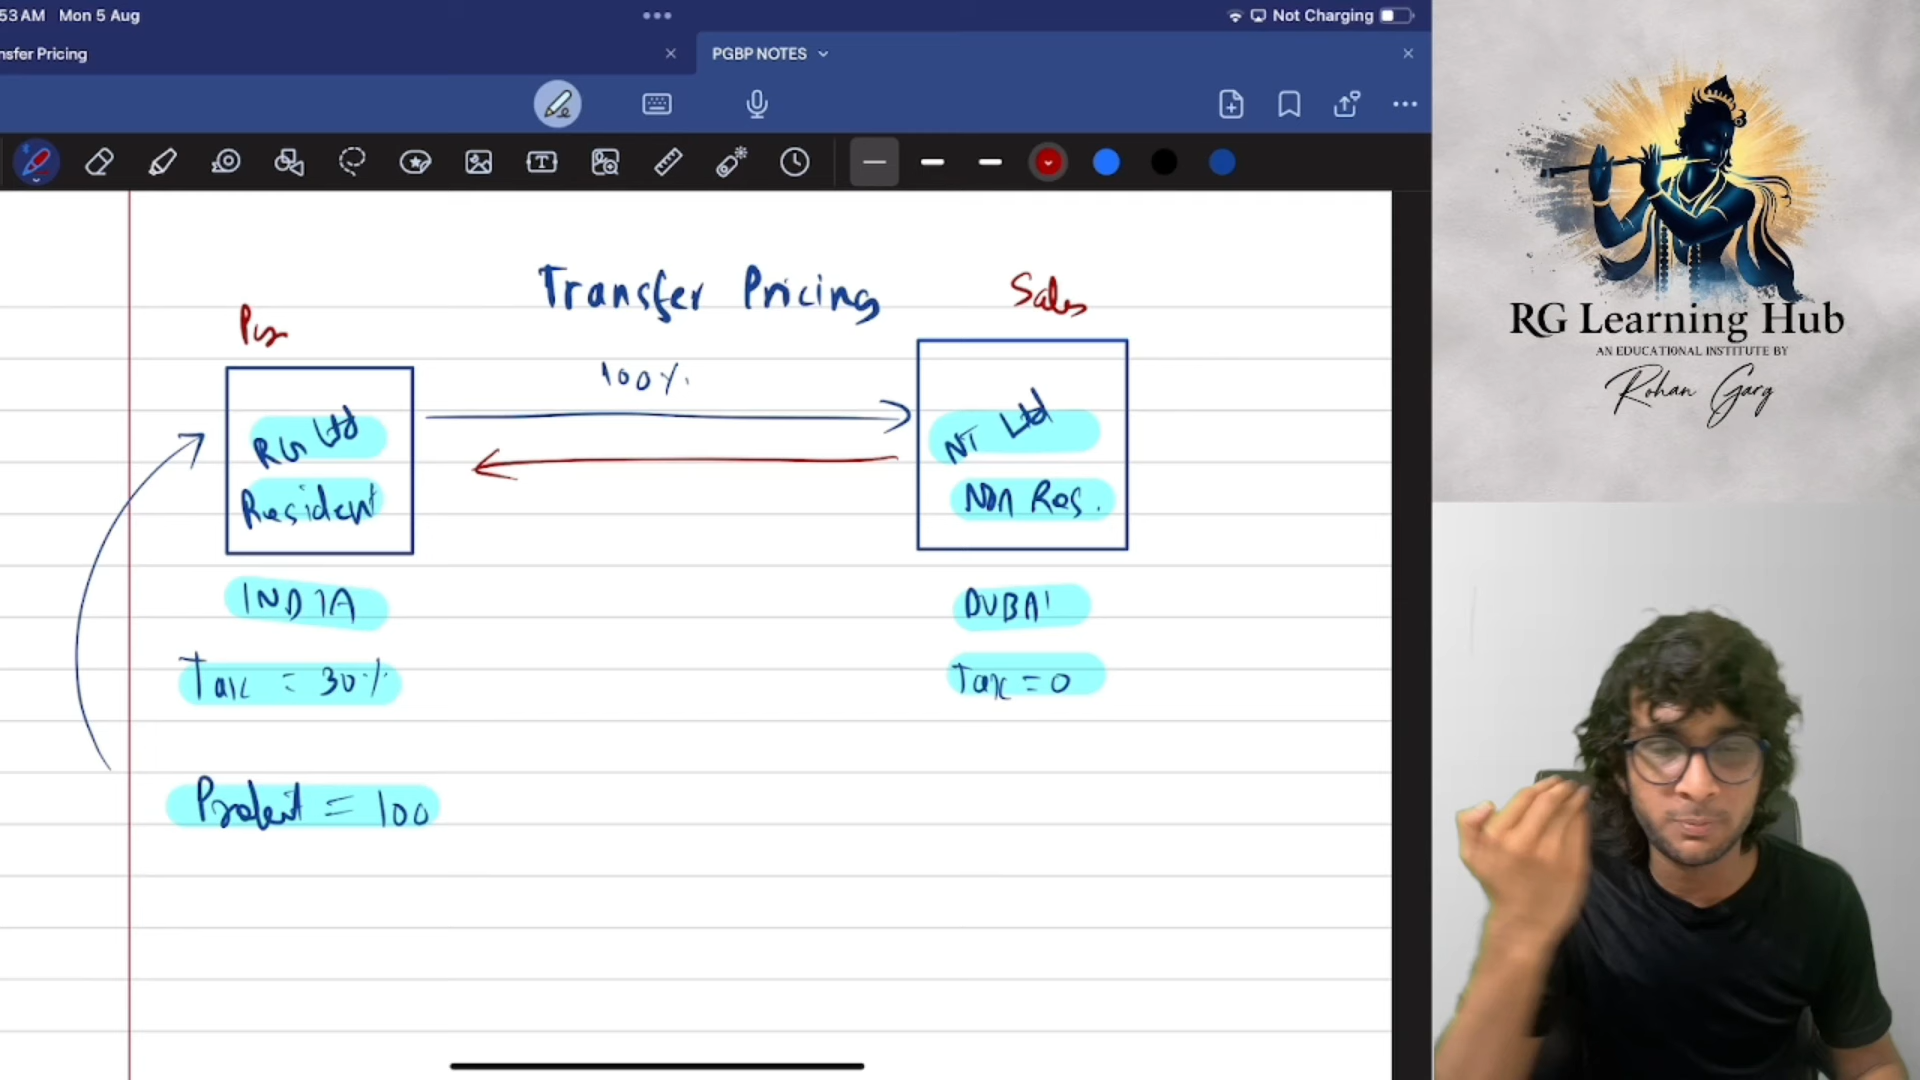 53 AM Mon 5 Aug
Not Charging
nsfer Pricing
PGBP NOTES
Transfer Pricing
Sales
Pur
100%
RG Ltd
Resident
NT Ltd
Non Res.
INDIA
DUBAI
Tax = 30%
Tax = 0
Profit = 100
RG Learning Hub
AN EDUCATIONAL INSTITUTE BY
Rohan Garg